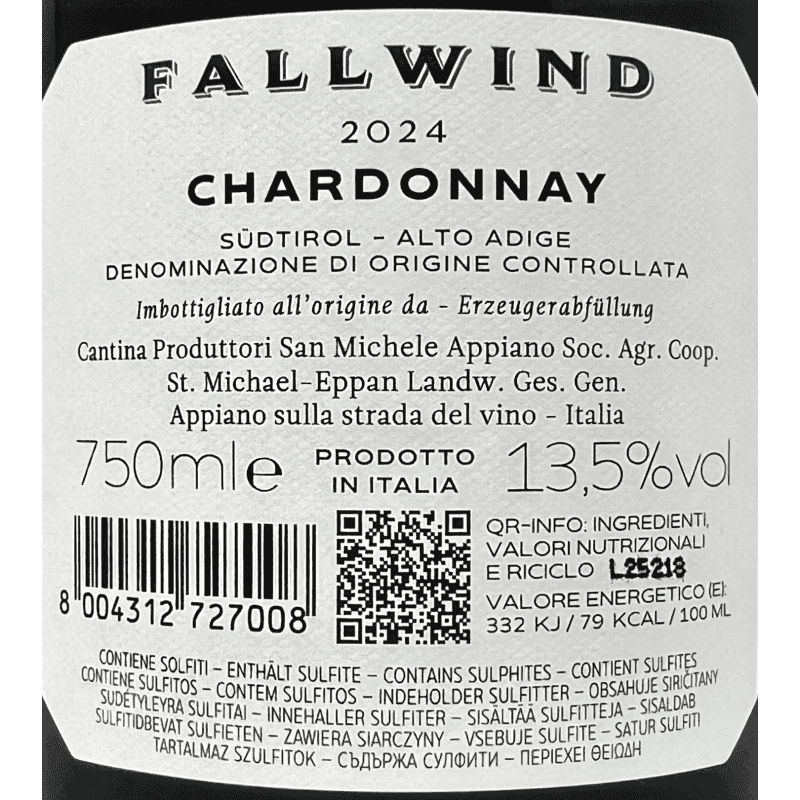 FALLWIND
2024
CHARDONNAY
SÜDTIROL - ALTO ADIGE
DENOMINAZIONE DI ORIGINE CONTROLLATA
Imbottigliato all'origine da - Erzeugerabfüllung
Cantina Produttori San Michele Appiano Soc. Agr. Coop.
St. Michael-Eppan Landw. Ges. Gen.
Appiano sulla strada del vino - Italia
750ml e
PRODOTTO
IN ITALIA
13,5%vol
8 004312 727008
QR-INFO: INGREDIENTI,
VALORI NUTRIZIONALI
E RICICLO L25218
VALORE ENERGETICO (E):
332 KJ / 79 KCAL / 100 ML
CONTIENE SOLFITI – ENTHÄLT SULFITE – CONTAINS SULPHITES – CONTIENT SULFITES
CONTIENE SULFITOS – CONTEM SULFITOS – INDEHOLDER SULFITTER – OBSAHUJE SIRIČITANY
SUDĖTYLEYRA SULFITAI – INNEHALLER SULFITER – SISÄLTÄÄ SULFITTEJA – SISALDAB
SULFITIDBEVAT SULFIETEN – ZAWIERA SIARCZYNY – VSEBUJE SULFITE – SATUR SULFITI
TARTALMAZ SZULFITOK – СЪДЪРЖА СУЛФИТИ – ΠΕΡΙΕΧΕΙ ΘΕΙΩΔΗ